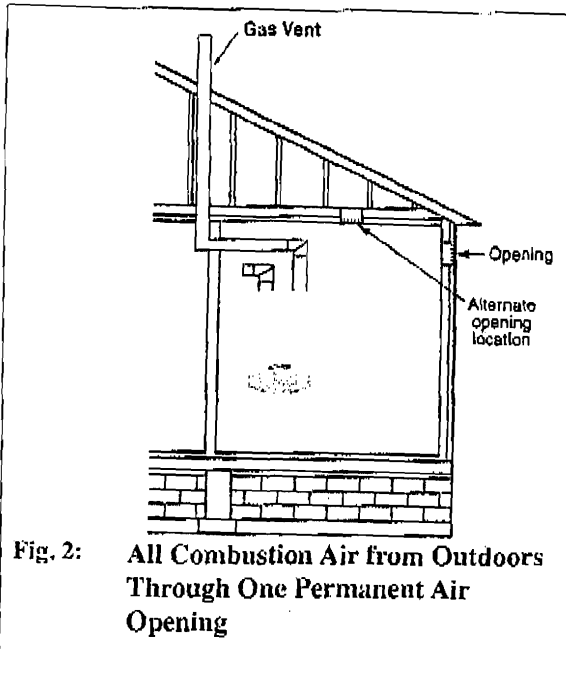 Gas Vent
Opening
Alternate
opening
location
Fig. 2: All Combustion Air from Outdoors
Through One Permanent Air
Opening